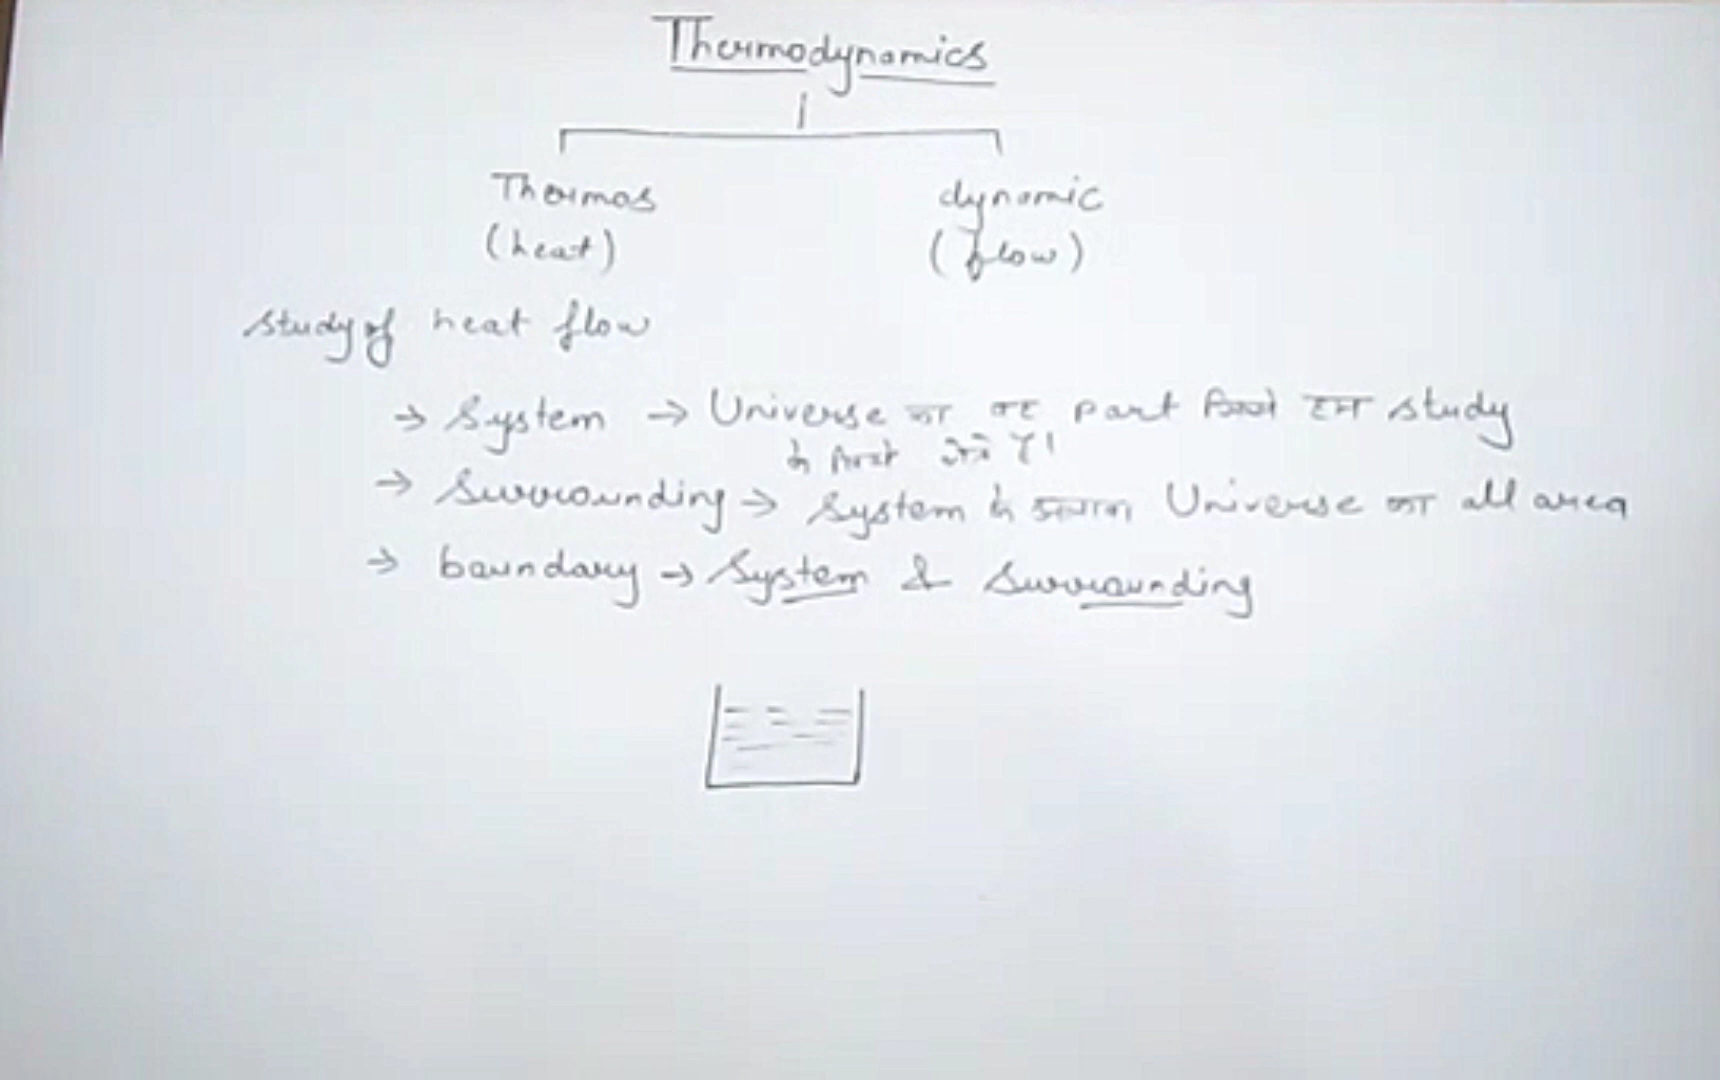 Thermodynamics
Thermos dynamic
(heat) (flow)
study of heat flow
→ System → Universe का वह part जिसको हम study
के लिए करते हैं।
→ Surrounding → System के अलावा Universe का all area
→ boundary → System & Surrounding